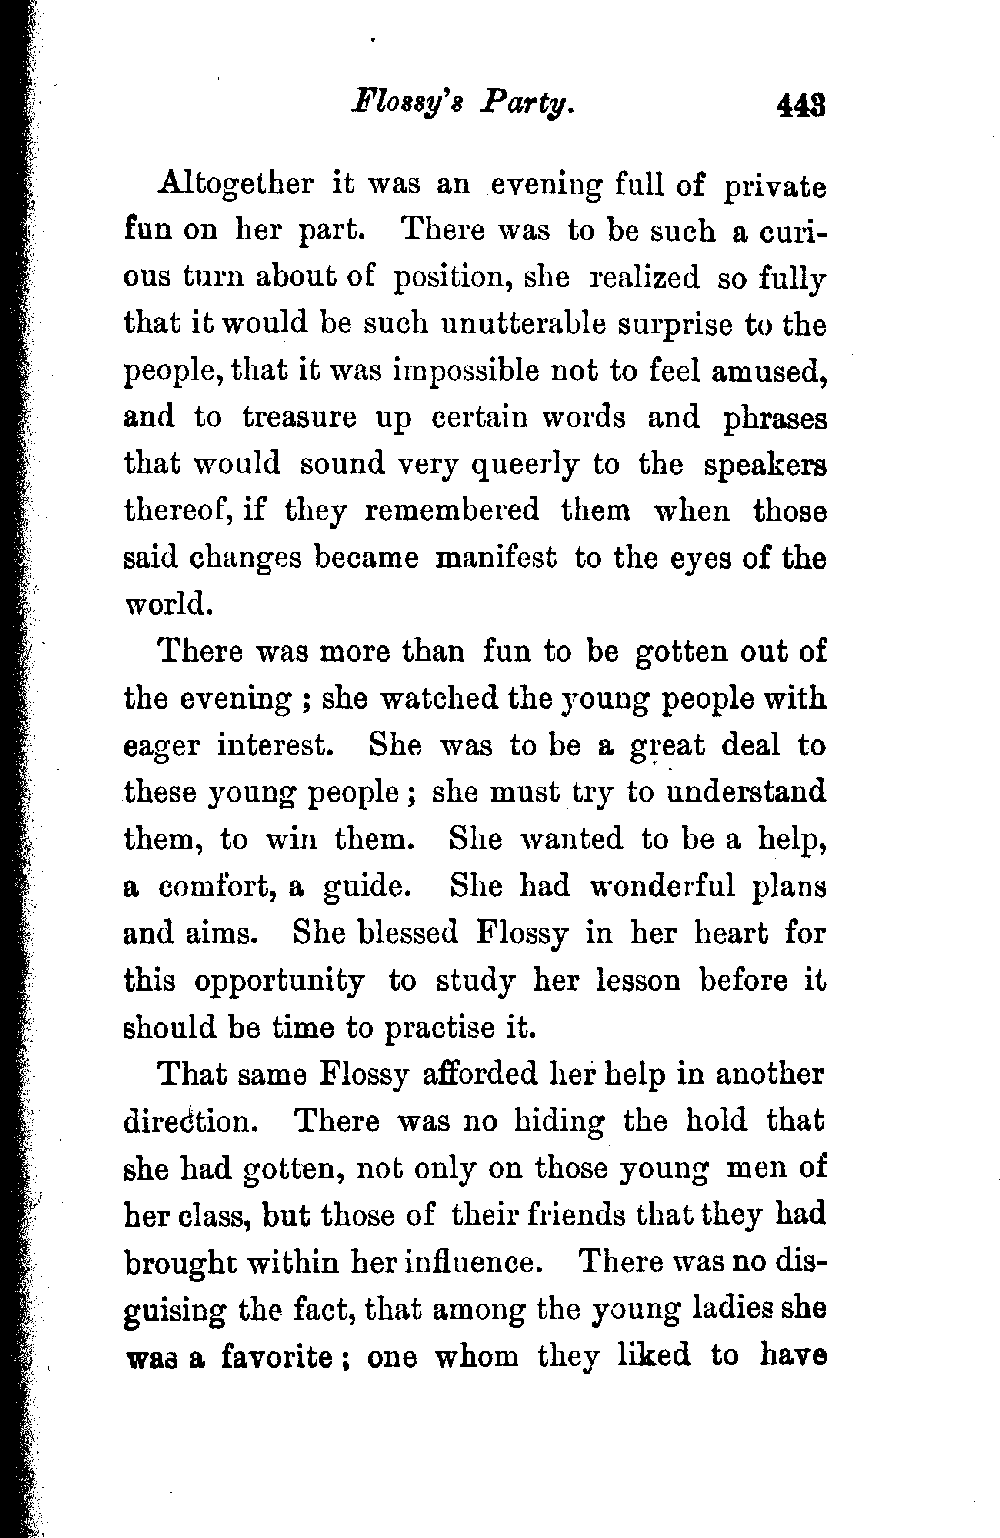 Flossy's Party. 443
Altogether it was an evening full of private
fun on her part. There was to be such a curi-
ous turn about of position, she realized so fully
that it would be such unutterable surprise to the
people, that it was impossible not to feel amused,
and to treasure up certain words and phrases
that would sound very queerly to the speakers
thereof, if they remembered them when those
said changes became manifest to the eyes of the
world.
There was more than fun to be gotten out of
the evening ; she watched the young people with
eager interest. She was to be a great deal to
these young people ; she must try to understand
them, to win them. She wanted to be a help,
a comfort, a guide. She had wonderful plans
and aims. She blessed Flossy in her heart for
this opportunity to study her lesson before it
should be time to practise it.
That same Flossy afforded her help in another
direction. There was no hiding the hold that
she had gotten, not only on those young men of
her class, but those of their friends that they had
brought within her influence. There was no dis-
guising the fact, that among the young ladies she
was a favorite ; one whom they liked to have